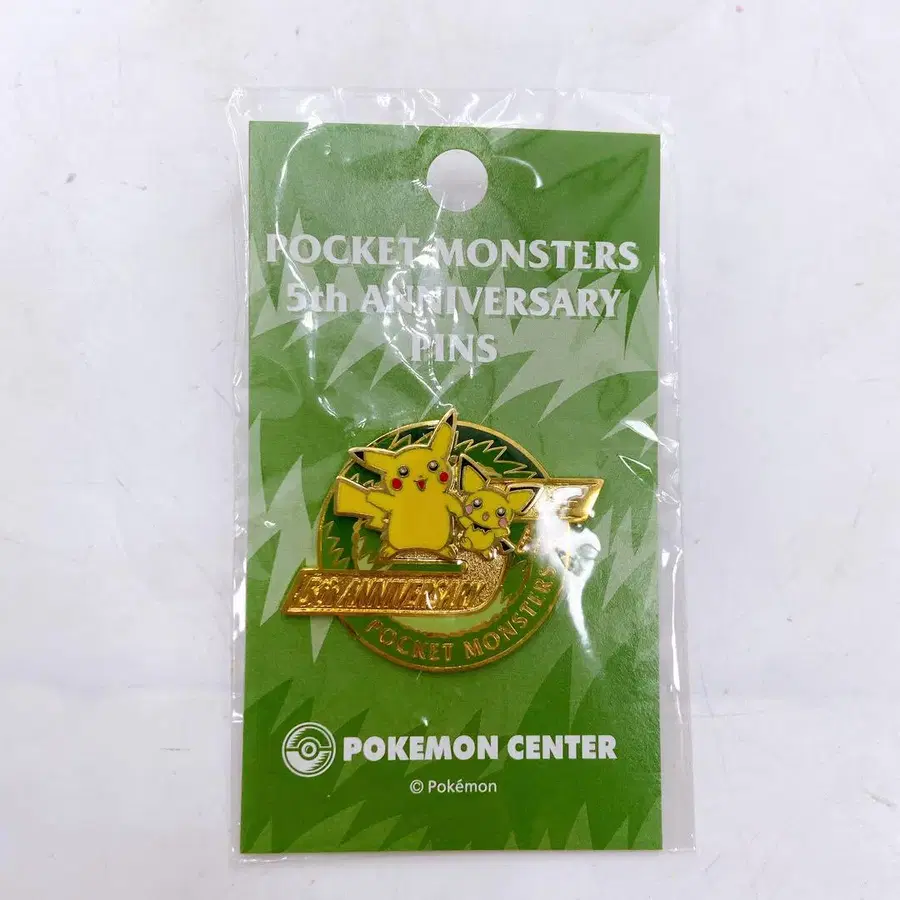 POCKET MONSTERS
5th ANNIVERSARY
PINS
5th ANNIVERSARY
POCKET MONSTERS
POKEMON CENTER
© Pokémon